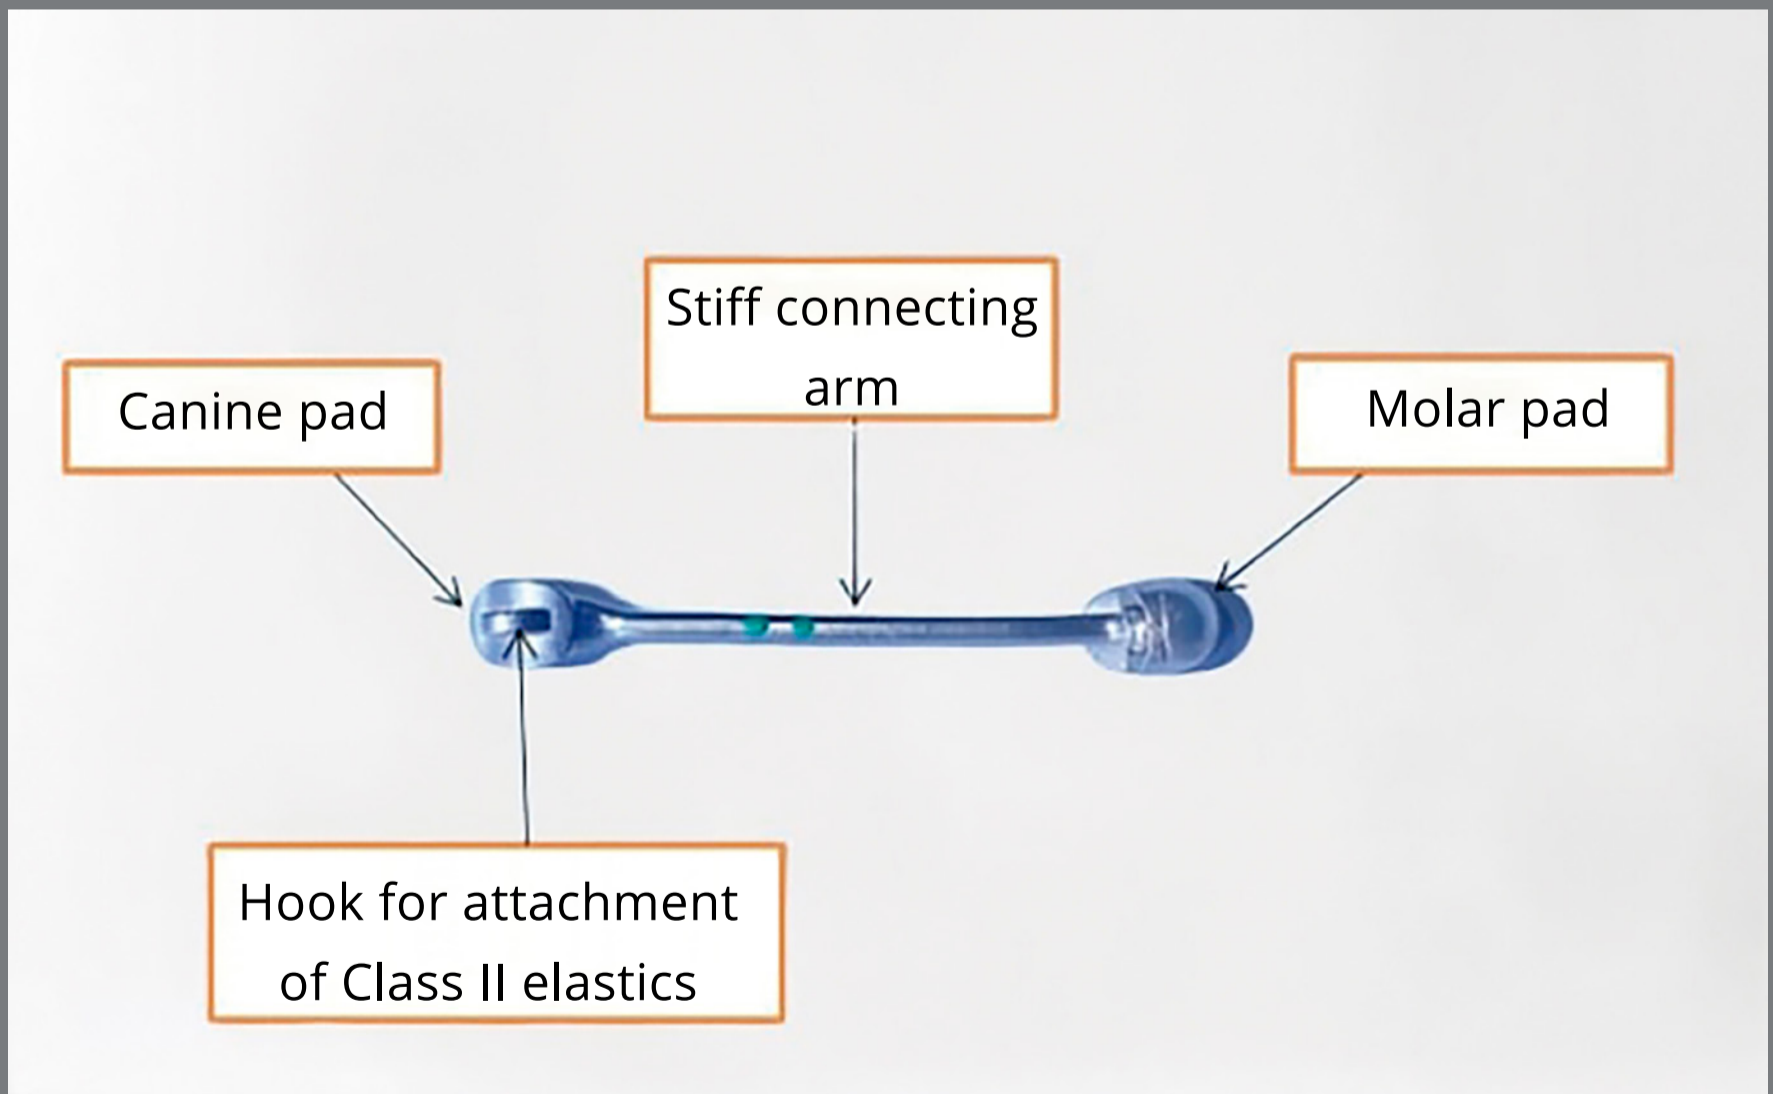 Stiff connecting
arm
Canine pad
Molar pad
Hook for attachment
of Class II elastics